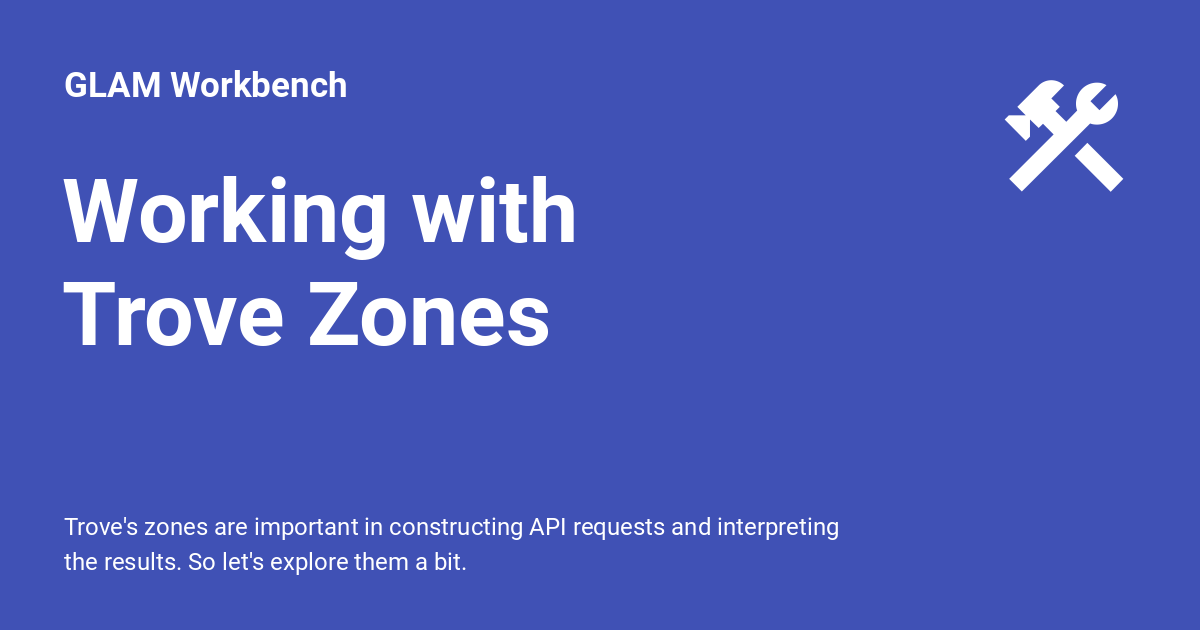 GLAM Workbench
Working with
Trove Zones
Trove's zones are important in constructing API requests and interpreting
the results. So let's explore them a bit.